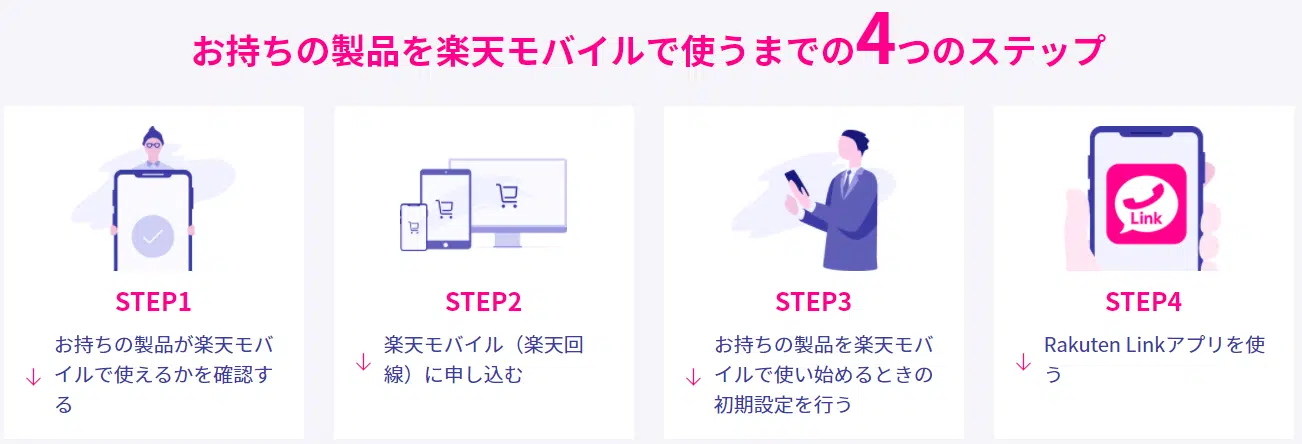 お持ちの製品を楽天モバイルで使うまでの4つのステップ
STEP1
お持ちの製品が楽天モバ
イルで使えるかを確認す
る
STEP2
楽天モバイル（楽天回
線）に申し込む
STEP3
お持ちの製品を楽天モバ
イルで使い始めるときの
初期設定を行う
Link
STEP4
Rakuten Linkアプリを使
う